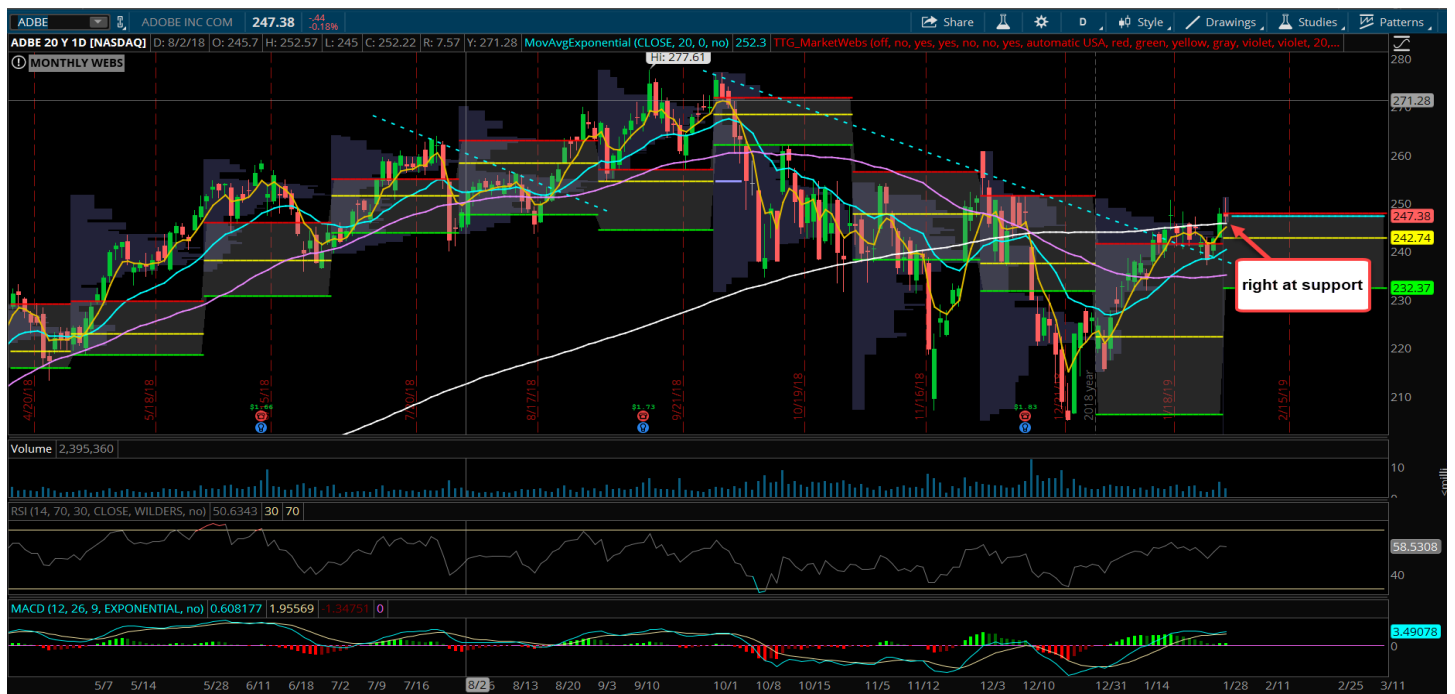 ADBE ADOBE INC COM 247.38 -.44 -0.18% Share D Style Drawings Studies Patterns
ADBE 20 Y 1D [NASDAQ] D: 8/2/18 O: 245.7 H: 252.57 L: 245 C: 252.22 R: 7.57 Y: 271.28 MovAvgExponential (CLOSE, 20, 0, no) 252.3 TTG_MarketWebs (off, no, yes, yes, no, no, yes, automatic USA, red, green, yellow, gray, violet, violet, 20,...
MONTHLY WEBS
Hi: 277.61
280
271.28
260
250
247.38
242.74
240
232.37
230
220
210
right at support
4/20/18 5/18/18 7/20/18 8/17/18 9/21/18 10/19/18 11/16/18 2018 year 1/18/19 2/15/19
$1.66 $1.73 $1.83
Volume 2,395,360
10
<milli
RSI (14, 70, 30, CLOSE, WILDERS, no) 50.6343 30 70
58.5308
40
MACD (12, 26, 9, EXPONENTIAL, no) 0.608177 1.95569 -1.34751 0
3.49078
0
5/7 5/14 5/28 6/11 6/18 7/2 7/9 7/16 8/2 8/13 8/20 9/3 9/10 10/1 10/8 10/15 11/5 11/12 12/3 12/10 12/31 1/14 1/28 2/11 2/25 3/11